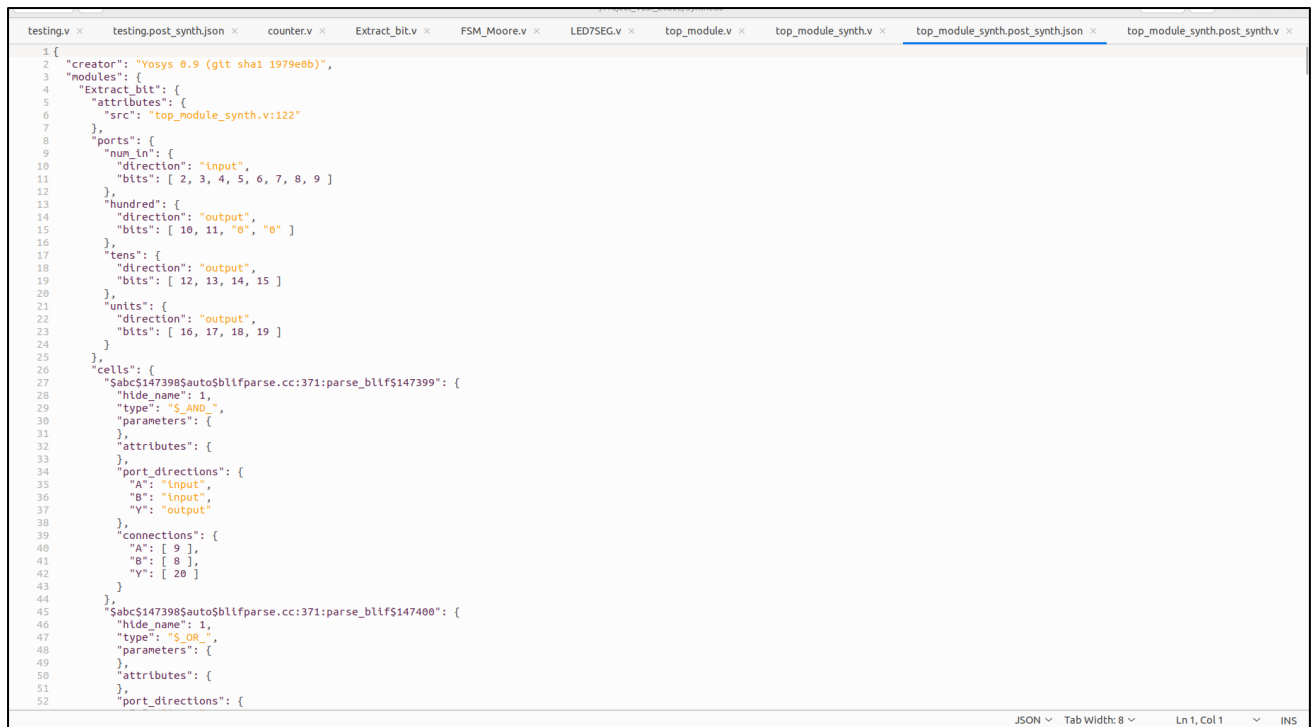 testing.v × testing.post_synth.json × counter.v × Extract_bit.v × FSM_Moore.v × LED7SEG.v × top_module.v × top_module_synth.v × top_module_synth.post_synth.json × top_module_synth.post_synth.v ×
1 {
2 "creator": "Yosys 0.9 (git sha1 1979e0b)",
3 "modules": {
4 "Extract_bit": {
5 "attributes": {
6 "src": "top_module_synth.v:122"
7 },
8 "ports": {
9 "num_in": {
10 "direction": "input",
11 "bits": [ 2, 3, 4, 5, 6, 7, 8, 9 ]
12 },
13 "hundred": {
14 "direction": "output",
15 "bits": [ 10, 11, "0", "0" ]
16 },
17 "tens": {
18 "direction": "output",
19 "bits": [ 12, 13, 14, 15 ]
20 },
21 "units": {
22 "direction": "output",
23 "bits": [ 16, 17, 18, 19 ]
24 }
25 },
26 "cells": {
27 "$abc$147398$auto$blifparse.cc:371:parse_blif$147399": {
28 "hide_name": 1,
29 "type": "$_AND_",
30 "parameters": {
31 },
32 "attributes": {
33 },
34 "port_directions": {
35 "A": "input",
36 "B": "input",
37 "Y": "output"
38 },
39 "connections": {
40 "A": [ 9 ],
41 "B": [ 8 ],
42 "Y": [ 20 ]
43 }
44 },
45 "$abc$147398$auto$blifparse.cc:371:parse_blif$147400": {
46 "hide_name": 1,
47 "type": "$_OR_",
48 "parameters": {
49 },
50 "attributes": {
51 },
52 "port_directions": {
JSON Tab Width: 8 Ln 1, Col 1 INS